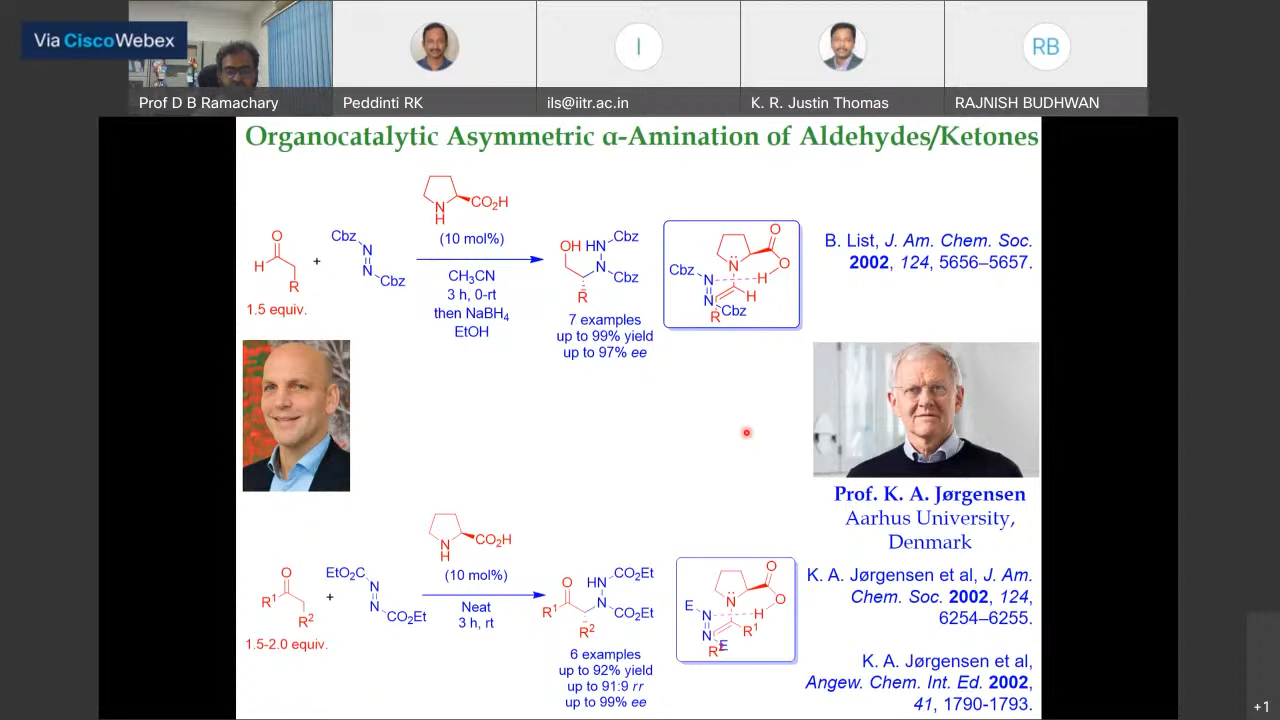 Via Cisco Webex
Prof D B Ramachary
Peddinti RK
I
ils@iitr.ac.in
K. R. Justin Thomas
RB
RAJNISH BUDHWAN
Organocatalytic Asymmetric α-Amination of Aldehydes/Ketones
N
H
CO₂H
(10 mol%)
O
H
R
1.5 equiv.
+
Cbz
N
N
Cbz
CH₃CN
3 h, 0-rt
then NaBH₄
EtOH
OH
HN
Cbz
N
Cbz
R
7 examples
up to 99% yield
up to 97% ee
O
O
N
H
Cbz
N
N
H
Cbz
R
B. List, J. Am. Chem. Soc.
2002, 124, 5656–5657.
Prof. K. A. Jørgensen
Aarhus University,
Denmark
N
H
CO₂H
(10 mol%)
O
R¹
R²
1.5-2.0 equiv.
+
EtO₂C
N
N
CO₂Et
Neat
3 h, rt
O
R¹
R²
HN
CO₂Et
N
CO₂Et
6 examples
up to 92% yield
up to 91:9 rr
up to 99% ee
O
O
N
H
E
N
N
E
R¹
R²
K. A. Jørgensen et al, J. Am.
Chem. Soc. 2002, 124,
6254–6255.
K. A. Jørgensen et al,
Angew. Chem. Int. Ed. 2002,
41, 1790-1793.
+1